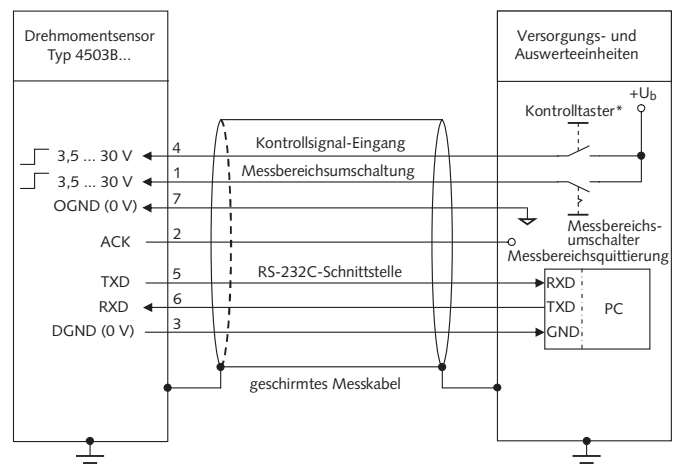 Drehmomentsensor
Typ 4503B...
Versorgungs- und
Auswerteeinheiten
+Ub
Kontrolltaster*
3,5 ... 30 V
4
Kontrollsignal-Eingang
3,5 ... 30 V
1
Messbereichsumschaltung
OGND (0 V)
7
Messbereichs-
umschalter
ACK
2
Messbereichsquittierung
TXD
5
RS-232C-Schnittstelle
RXD
RXD
6
TXD
PC
DGND (0 V)
3
GND
geschirmtes Messkabel